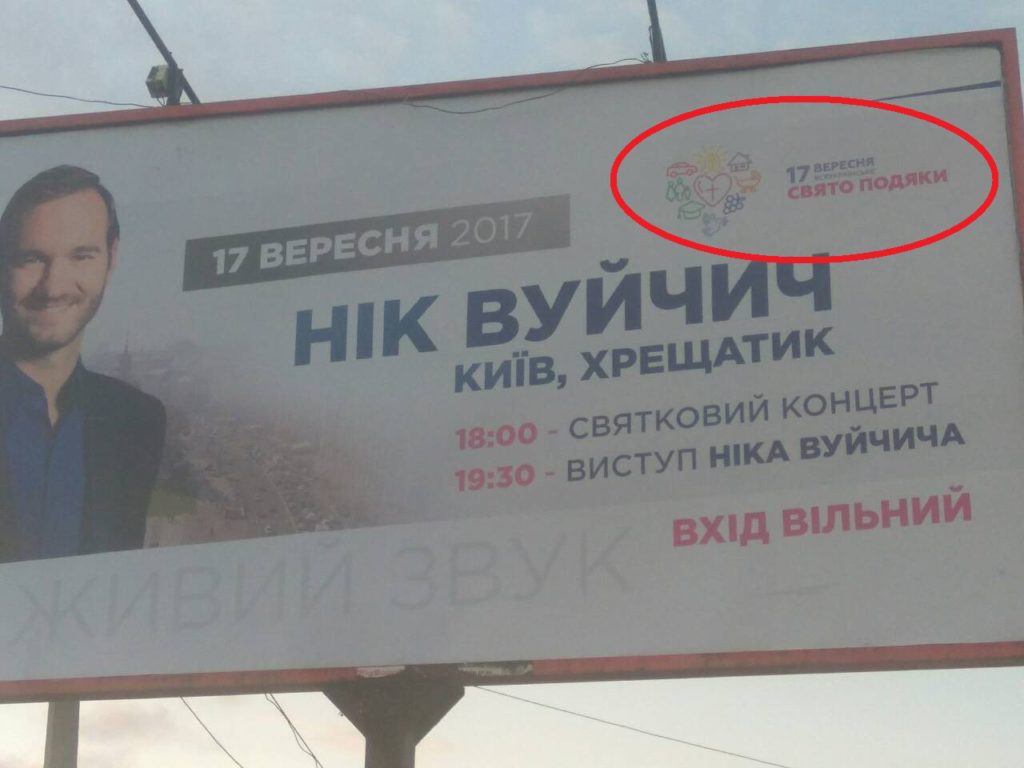 17 ВЕРЕСНЯ
ВСЕУКРАЇНСЬКЕ
СВЯТО ПОДЯКИ
17 ВЕРЕСНЯ 2017
НІК ВУЙЧИЧ
КИЇВ, ХРЕЩАТИК
18:00 - СВЯТКОВИЙ КОНЦЕРТ
19:30 - ВИСТУП НІКА ВУЙЧИЧА
ВХІД ВІЛЬНИЙ
ЖИВИЙ ЗВУК